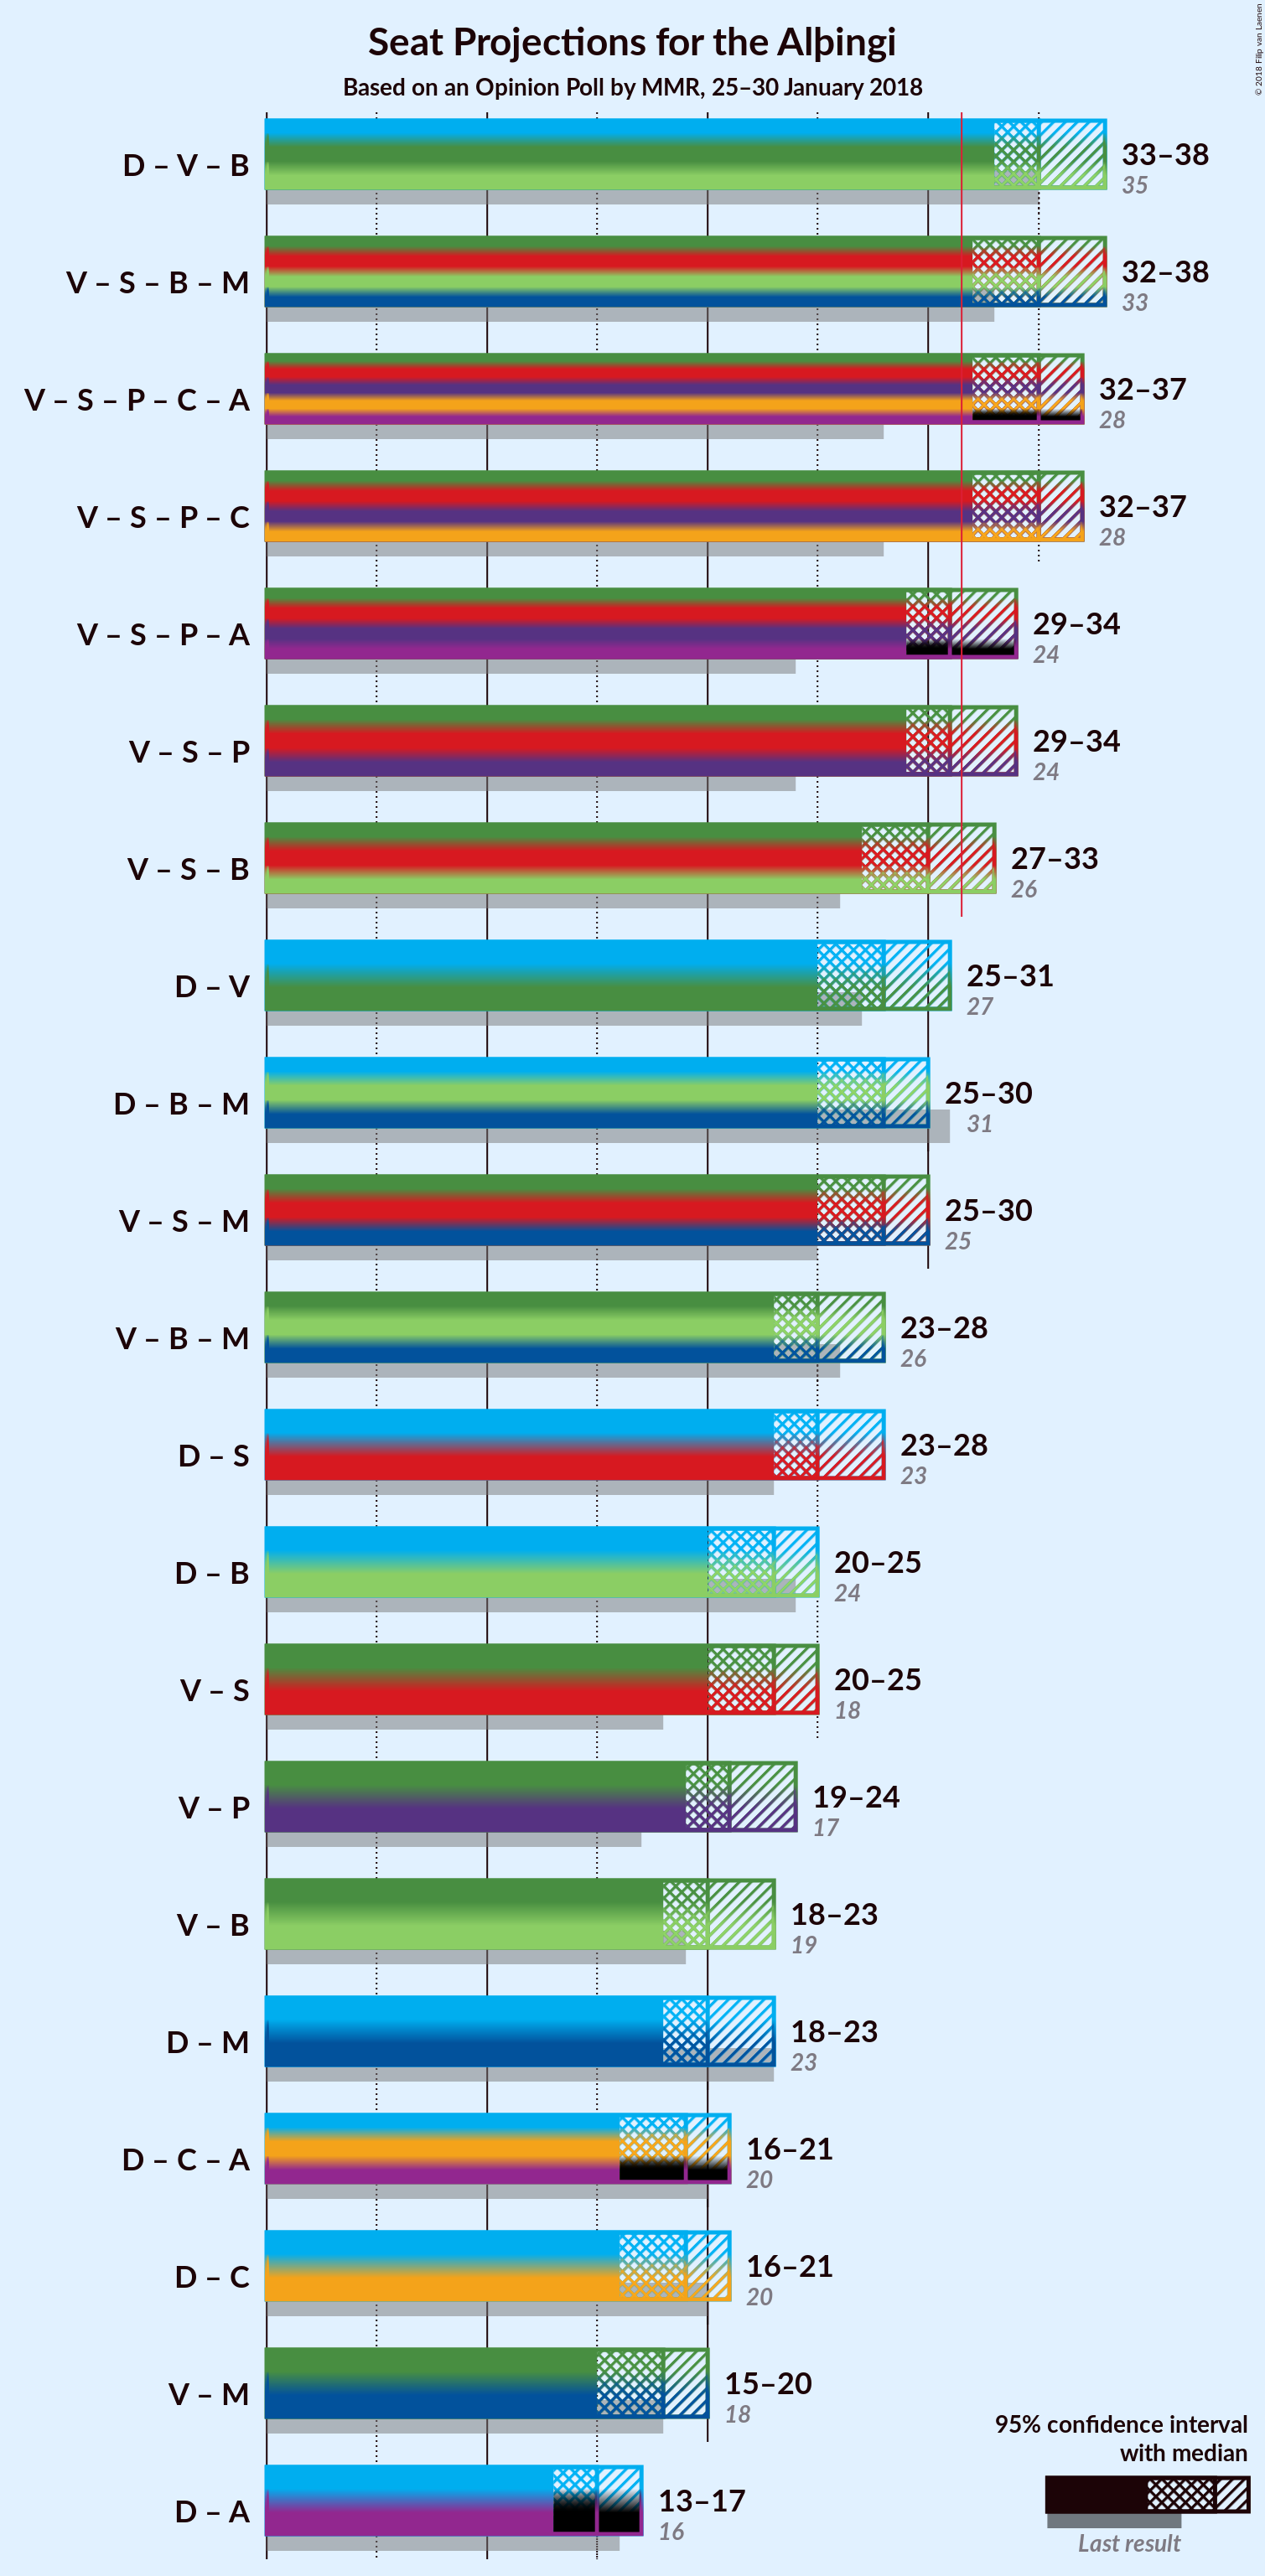 Seat Projections for the Alþingi
Based on an Opinion Poll by MMR, 25–30 January 2018
© 2018 Filip van Laenen
D – V – B
33–38
35
V – S – B – M
32–38
33
V – S – P – C – A
32–37
28
V – S – P – C
32–37
28
V – S – P – A
29–34
24
V – S – P
29–34
24
V – S – B
27–33
26
D – V
25–31
27
D – B – M
25–30
31
V – S – M
25–30
25
V – B – M
23–28
26
D – S
23–28
23
D – B
20–25
24
V – S
20–25
18
V – P
19–24
17
V – B
18–23
19
D – M
18–23
23
D – C – A
16–21
20
D – C
16–21
20
V – M
15–20
18
D – A
13–17
16
95% confidence interval
with median
Last result